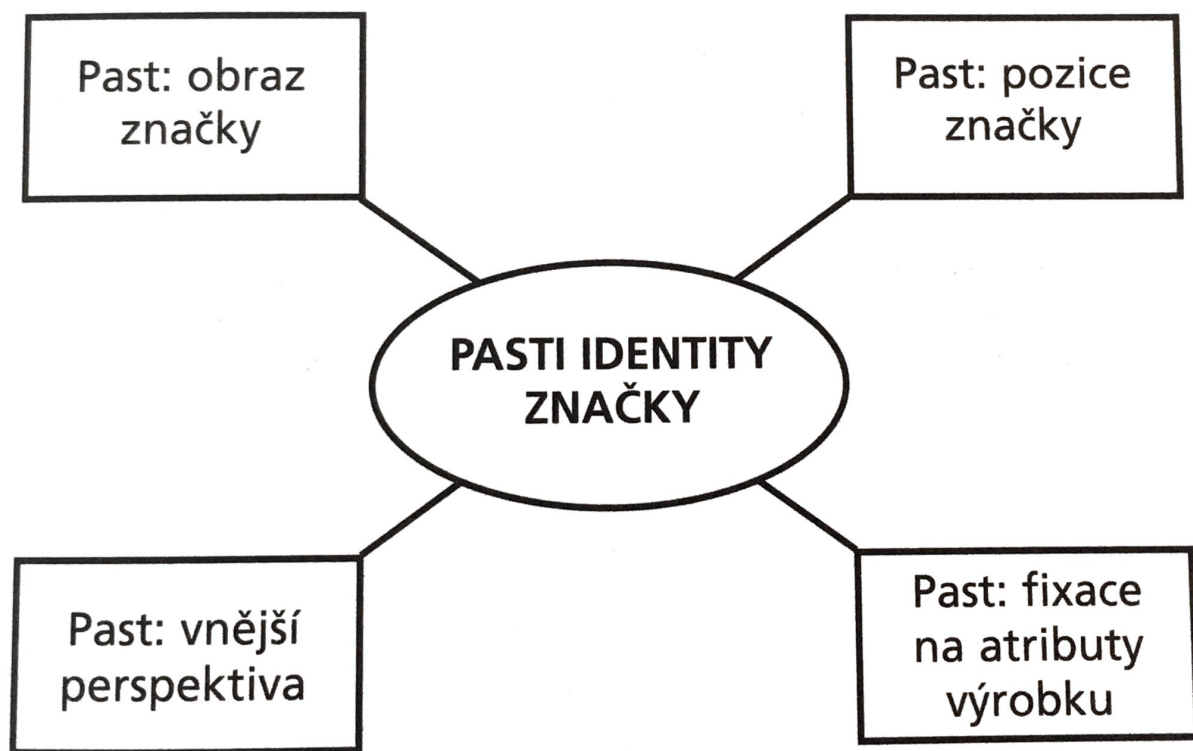 Past: obraz
značky
Past: pozice
značky
PASTI IDENTITY
ZNAČKY
Past: vnější
perspektiva
Past: fixace
na atributy
výrobku